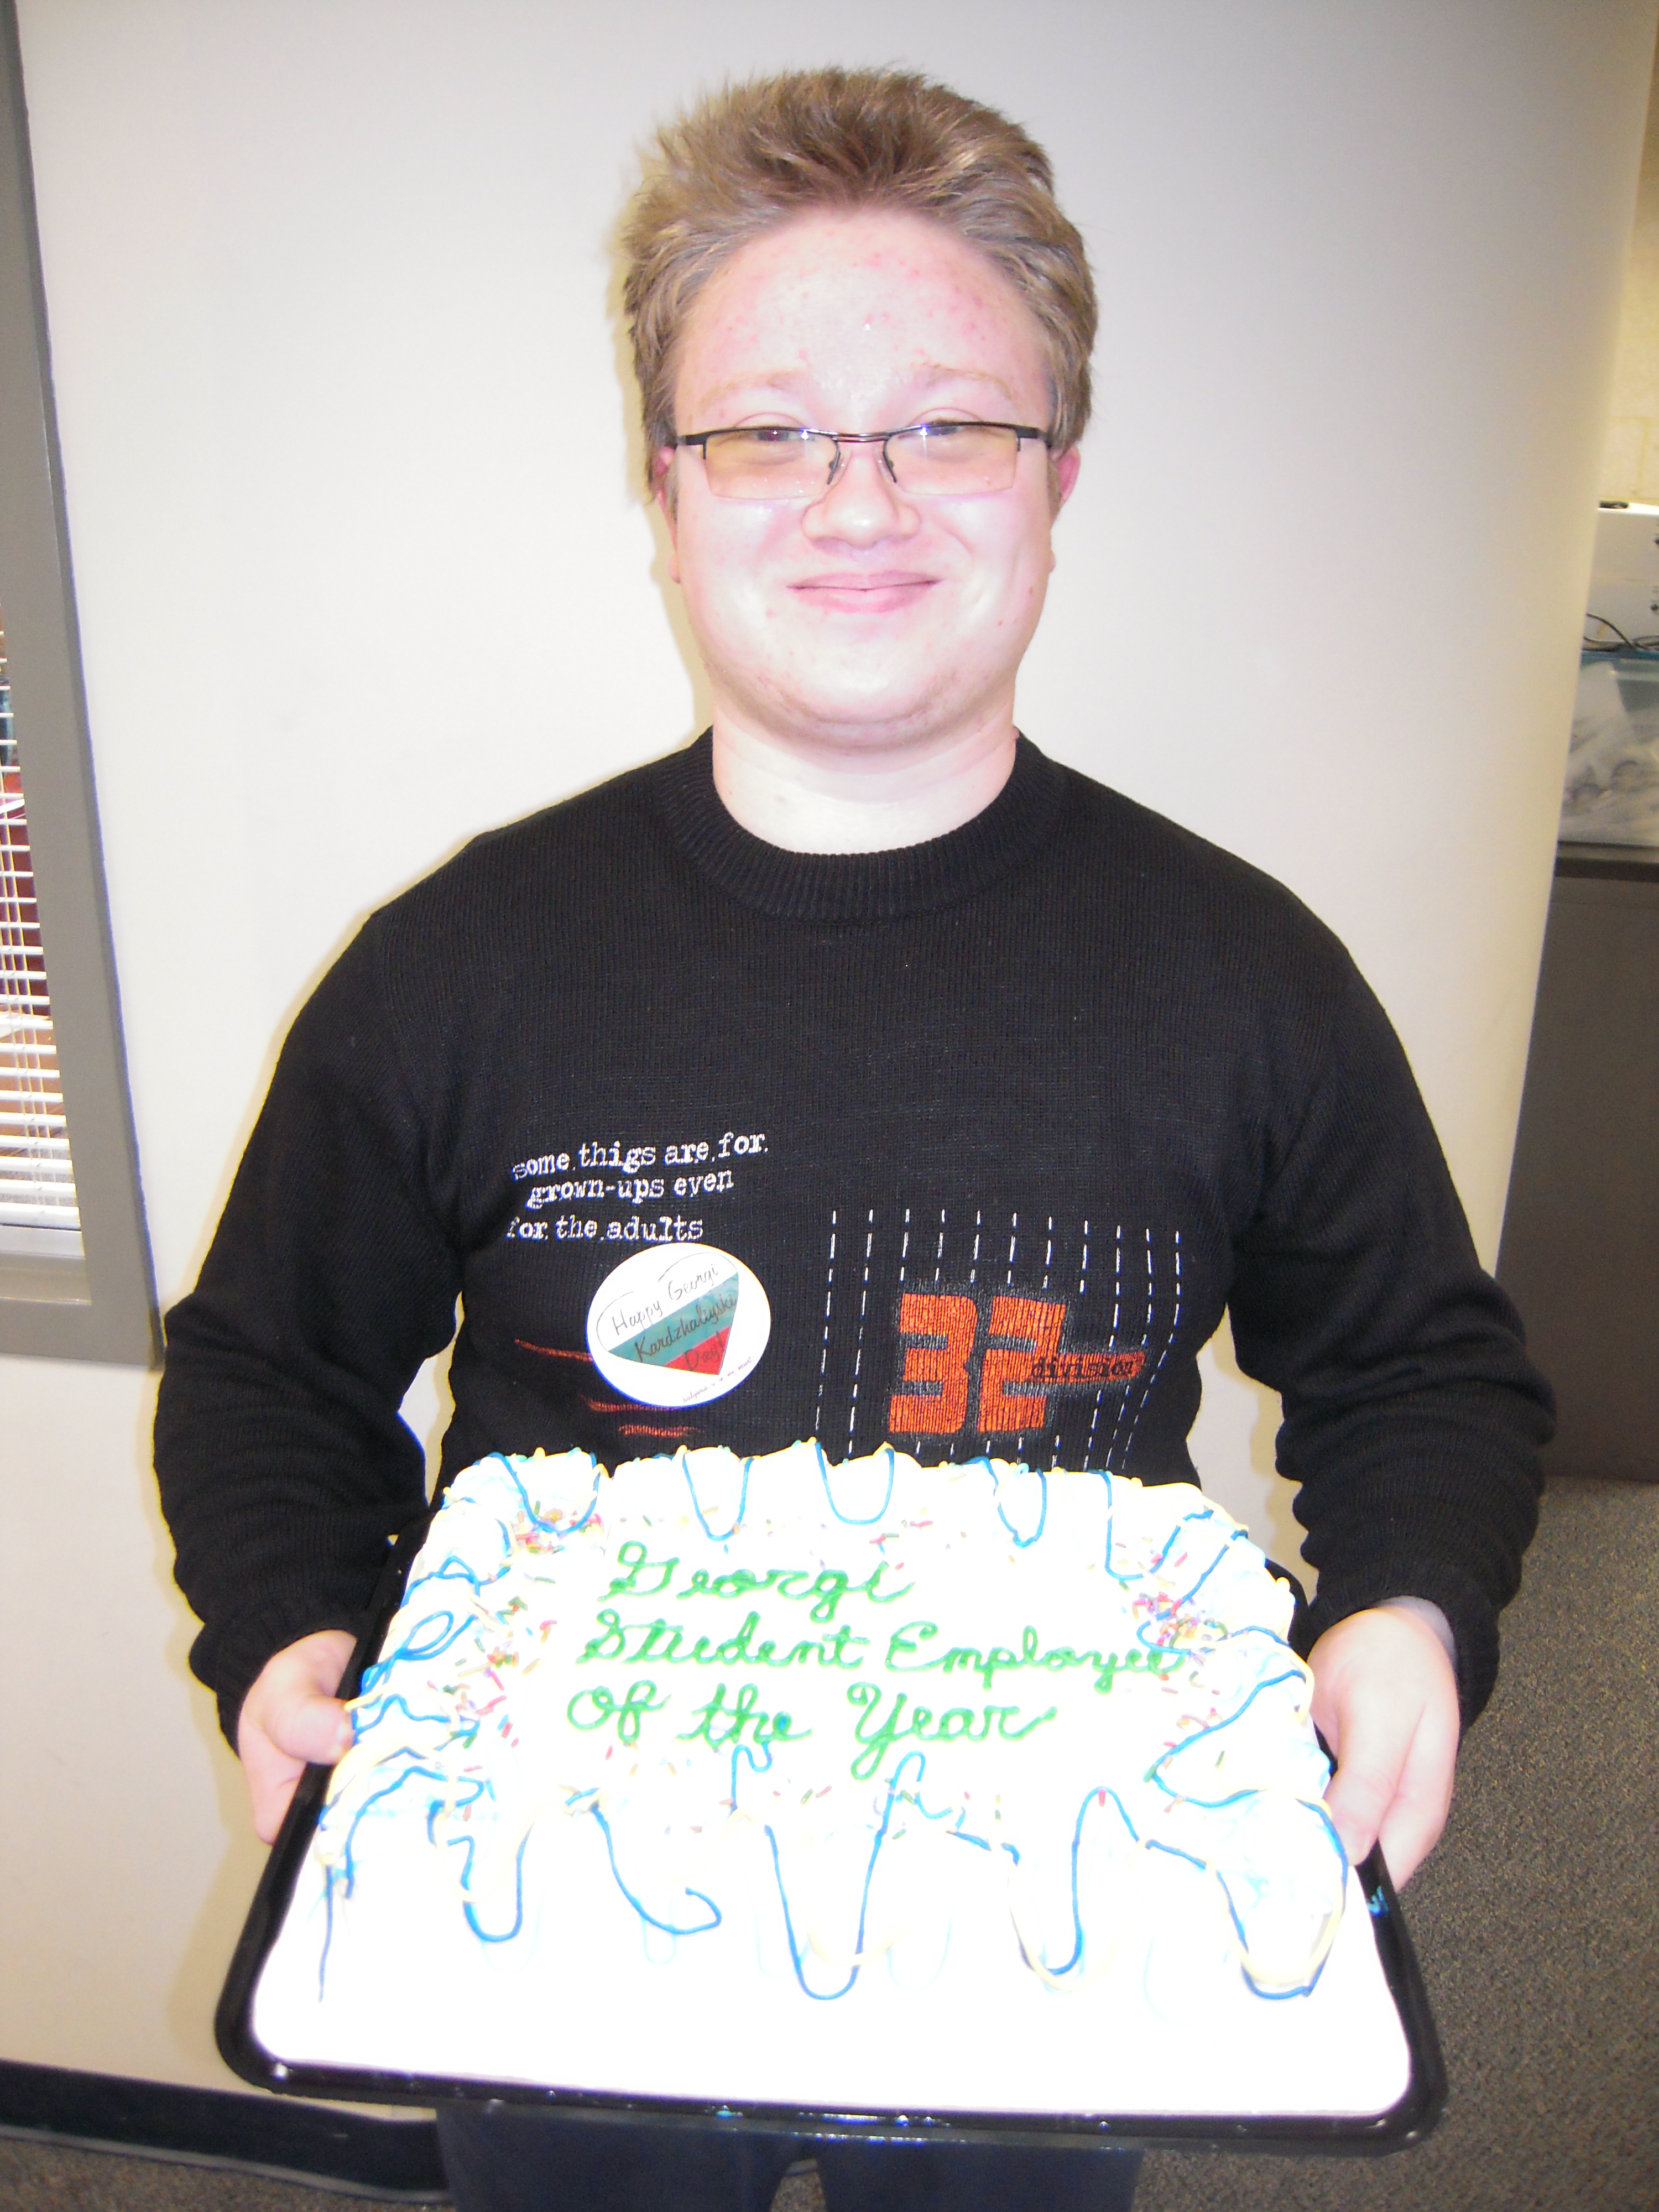 some thigs are for
grown-ups even
for the adults
Happy Georgi
Kardzhaliyski
Day!
32
division
Georgi
Student Employee
Of the Year